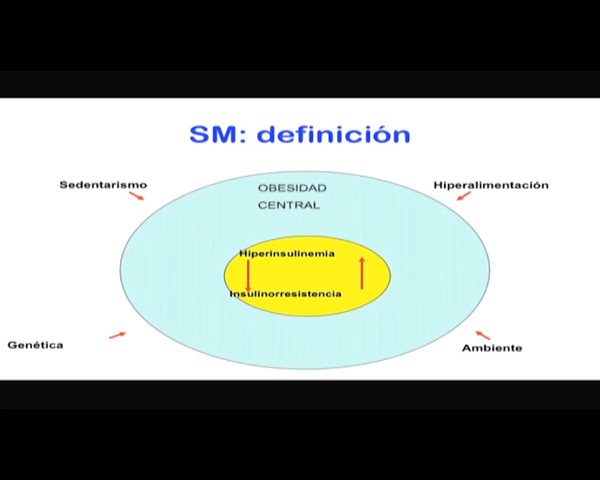 SM: definición
Sedentarismo
OBESIDAD
CENTRAL
Hiperalimentación
Hiperinsulinemia
Insulinorresistencia
Genética
Ambiente